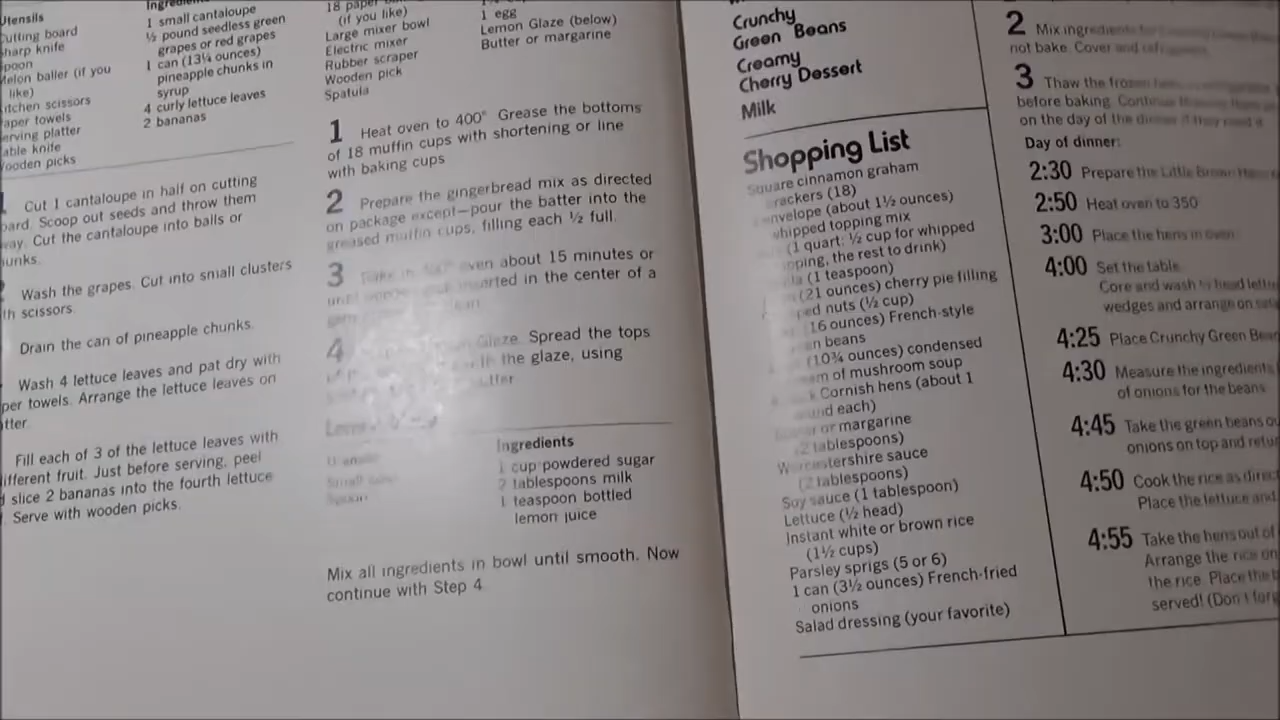 Utensils
Cutting board
Sharp knife
Spoon
Melon baller (if you
like)
Kitchen scissors
Paper towels
Serving platter
Table knife
Wooden picks
1 small cantaloupe
½ pound seedless green
grapes or red grapes
1 can (13¼ ounces)
pineapple chunks in
syrup
4 curly lettuce leaves
2 bananas
1 Cut 1 cantaloupe in half on cutting
board. Scoop out seeds and throw them
away. Cut the cantaloupe into balls or
chunks.
Wash the grapes. Cut into small clusters
with scissors.
Drain the can of pineapple chunks.
Wash 4 lettuce leaves and pat dry with
paper towels. Arrange the lettuce leaves on
platter.
Fill each of 3 of the lettuce leaves with
different fruit. Just before serving, peel
slice 2 bananas into the fourth lettuce
Serve with wooden picks.
18 paper
(if you like)
Large mixer bowl
Electric mixer
Rubber scraper
Wooden pick
Spatula
1 egg
Lemon Glaze (below)
Butter or margarine
1 Heat oven to 400° Grease the bottoms
of 18 muffin cups with shortening or line
with baking cups
2 Prepare the gingerbread mix as directed
on package except—pour the batter into the
greased muffin cups, filling each ½ full.
3 oven about 15 minutes or
inserted in the center of a
4 Glaze. Spread the tops
in the glaze, using
Ingredients
1 cup powdered sugar
2 tablespoons milk
1 teaspoon bottled
lemon juice
Spoon
Mix all ingredients in bowl until smooth. Now
continue with Step 4
Crunchy
Green Beans
Creamy
Cherry Dessert
Milk
Shopping List
Square cinnamon graham
crackers (18)
envelope (about 1½ ounces)
whipped topping mix
(1 quart: ½ cup for whipped
topping, the rest to drink)
(1 teaspoon)
(21 ounces) cherry pie filling
nuts (½ cup)
16 ounces) French-style
beans
(10¾ ounces) condensed
of mushroom soup
Cornish hens (about 1
each)
or margarine
(2 tablespoons)
Worcestershire sauce
(2 tablespoons)
Soy sauce (1 tablespoon)
Lettuce (½ head)
Instant white or brown rice
(1½ cups)
Parsley sprigs (5 or 6)
1 can (3½ ounces) French-fried
onions
Salad dressing (your favorite)
2 Mix ingredients
not bake. Cover and
3 Thaw the frozen
before baking. Continue
on the day of the dinner if they need it
Day of dinner:
2:30 Prepare the Little Brown
2:50 Heat oven to 350
3:00 Place the hens in oven
4:00 Set the table
Core and wash ½ head
wedges and arrange on
4:25 Place Crunchy Green
4:30 Measure the ingredients
of onions for the beans
4:45 Take the green beans
onions on top and
4:50 Cook the rice as
Place the lettuce and
4:55 Take the hens out of
Arrange the rice on
the rice. Place the
served! (Don't